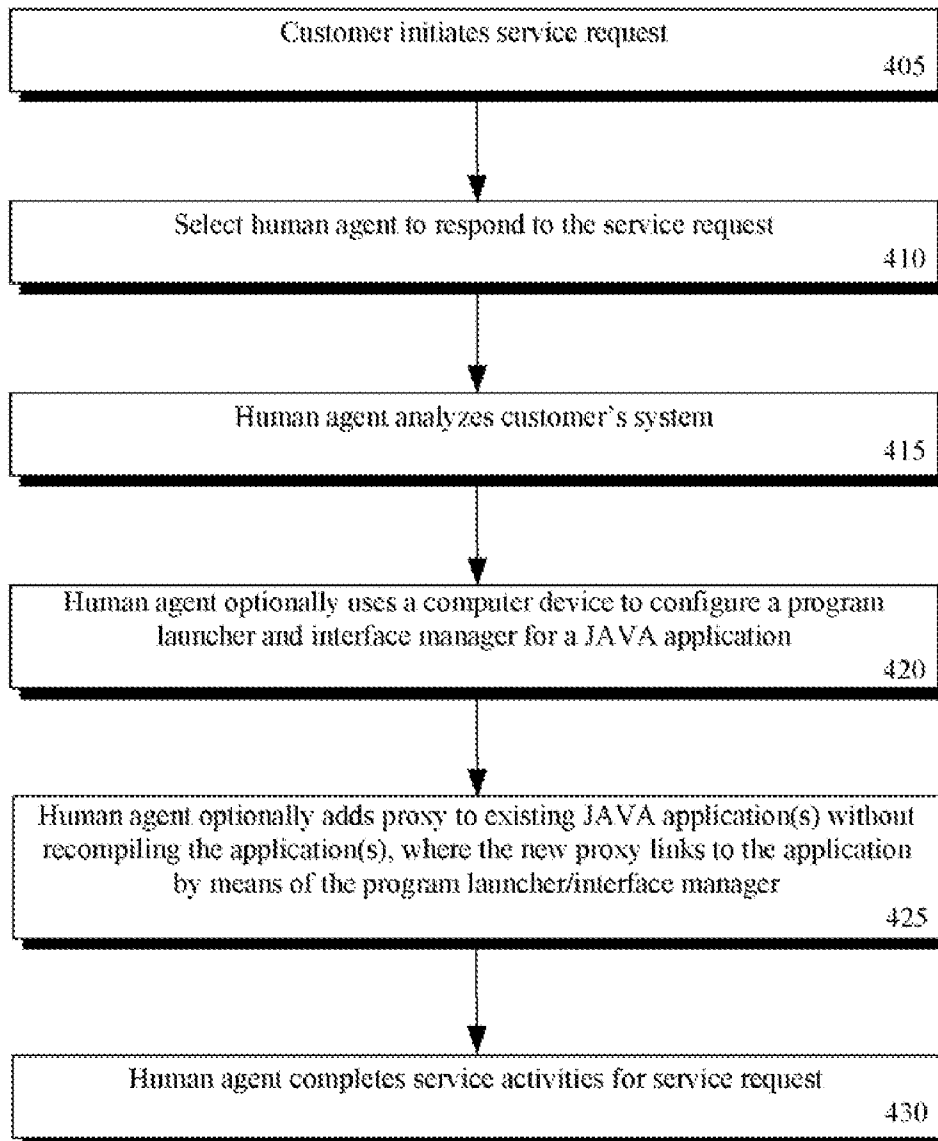 Customer initiates service request
405
Select human agent to respond to the service request
410
Human agent analyzes customer's system
415
Human agent optionally uses a computer device to configure a program
launcher and interface manager for a JAVA application
420
Human agent optionally adds proxy to existing JAVA application(s) without
recompiling the application(s), where the new proxy links to the application
by means of the program launcher/interface manager
425
Human agent completes service activities for service request
430